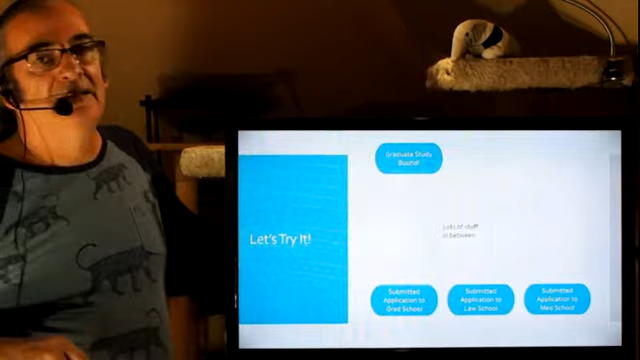 Graduate Study
Bound!
Let's Try It!
Lots of stuff
in between
Submitted
Application to
Grad School
Submitted
Application to
Law School
Submitted
Application to
Med School